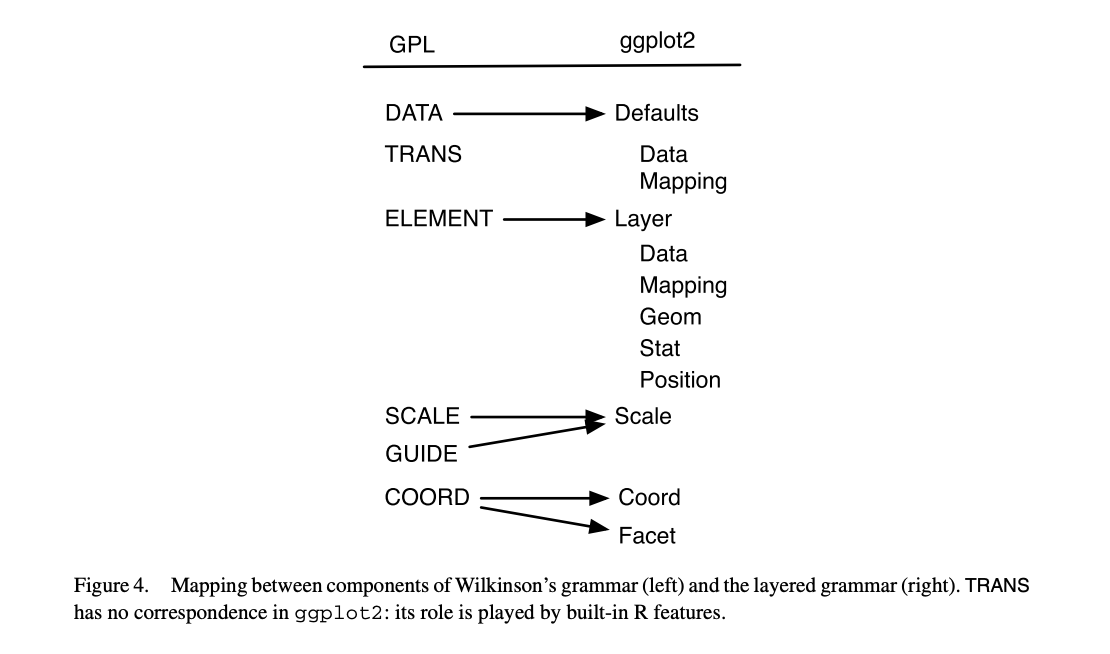 GPL ggplot2
DATA Defaults
TRANS Data
Mapping
ELEMENT Layer
Data
Mapping
Geom
Stat
Position
SCALE Scale
GUIDE
COORD Coord
Facet
Figure 4. Mapping between components of Wilkinson’s grammar (left) and the layered grammar (right). TRANS
has no correspondence in ggplot2: its role is played by built-in R features.